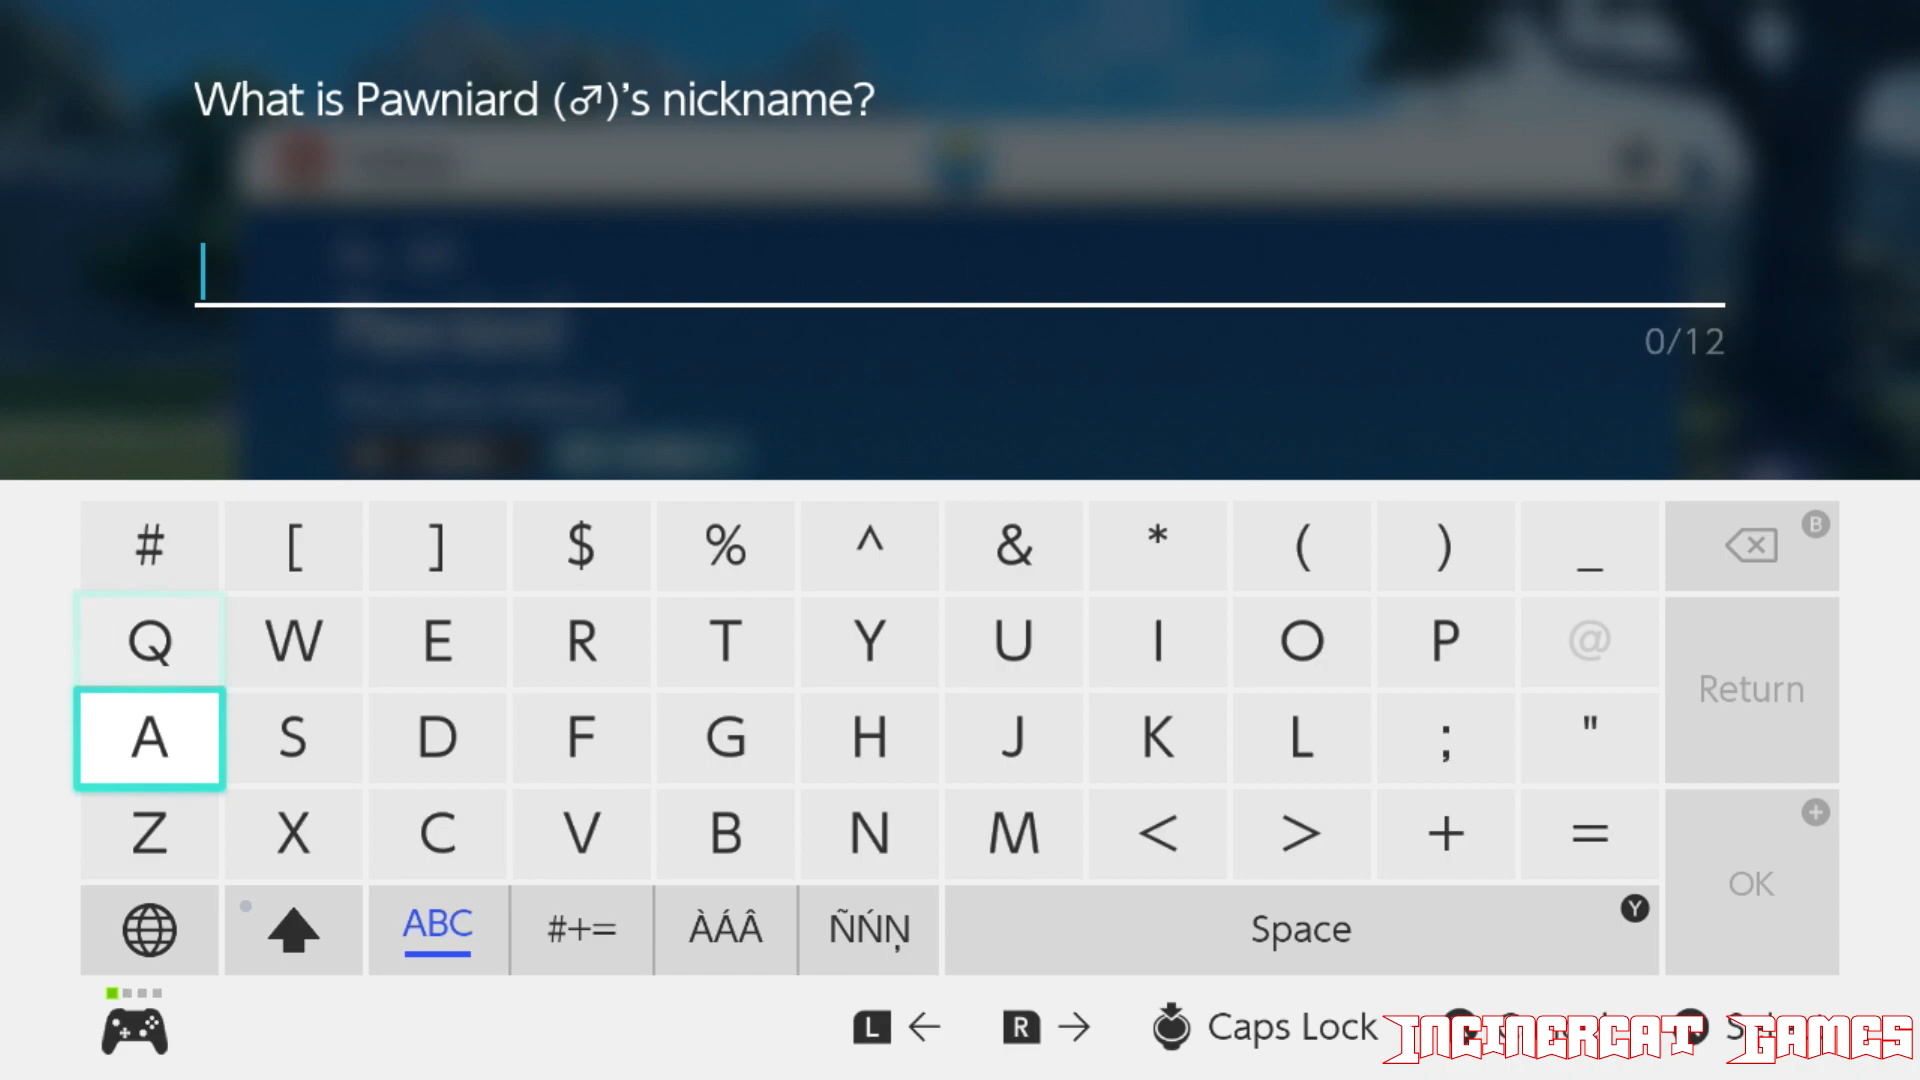 What is Pawniard (♂)'s nickname?
0/12
# [ ] $ % ^ & * ( ) _ B
Q W E R T Y U I O P @ Return
A S D F G H J K L ; "
Z X C V B N M < > + = OK
ABC #+= ÀÁÂ ÑŃŅ Space Y
L ← R → Caps Lock
INCINERCAT GAMES